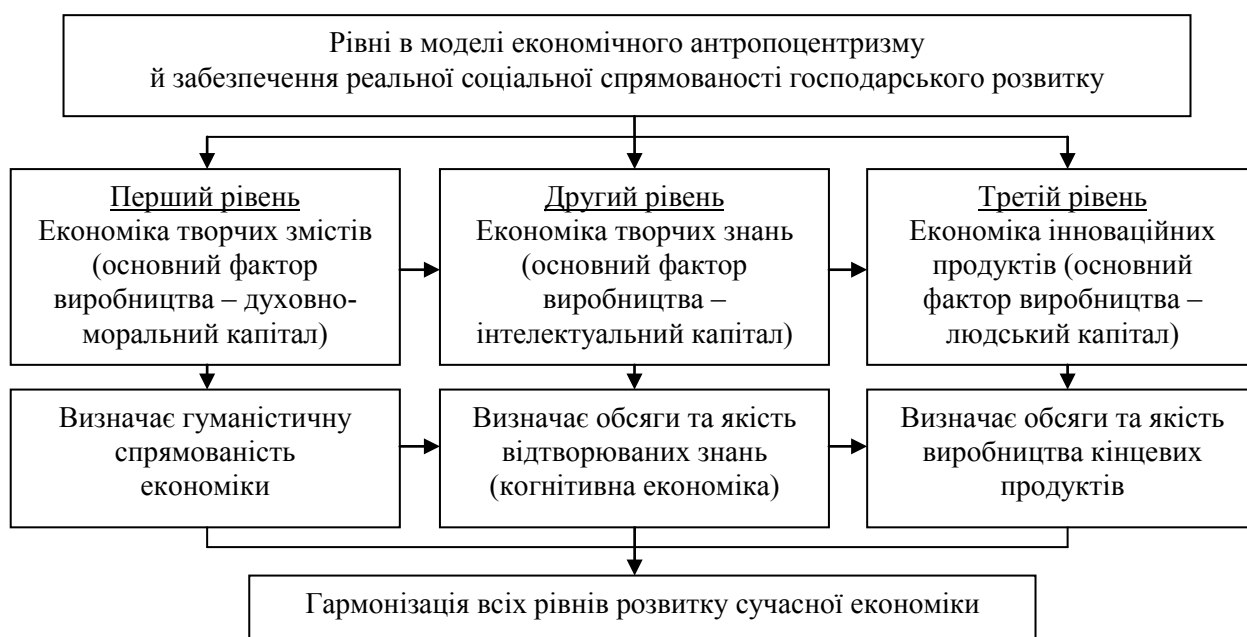 Рівні в моделі економічного антропоцентризму
й забезпечення реальної соціальної спрямованості господарського розвитку
Перший рівень
Економіка творчих змістів
(основний фактор
виробництва – духовно-
моральний капітал)
Другий рівень
Економіка творчих знань
(основний фактор
виробництва –
інтелектуальний капітал)
Третій рівень
Економіка інноваційних
продуктів (основний
фактор виробництва –
людський капітал)
Визначає гуманістичну
спрямованість
економіки
Визначає обсяги та якість
відтворюваних знань
(когнітивна економіка)
Визначає обсяги та якість
виробництва кінцевих
продуктів
Гармонізація всіх рівнів розвитку сучасної економіки